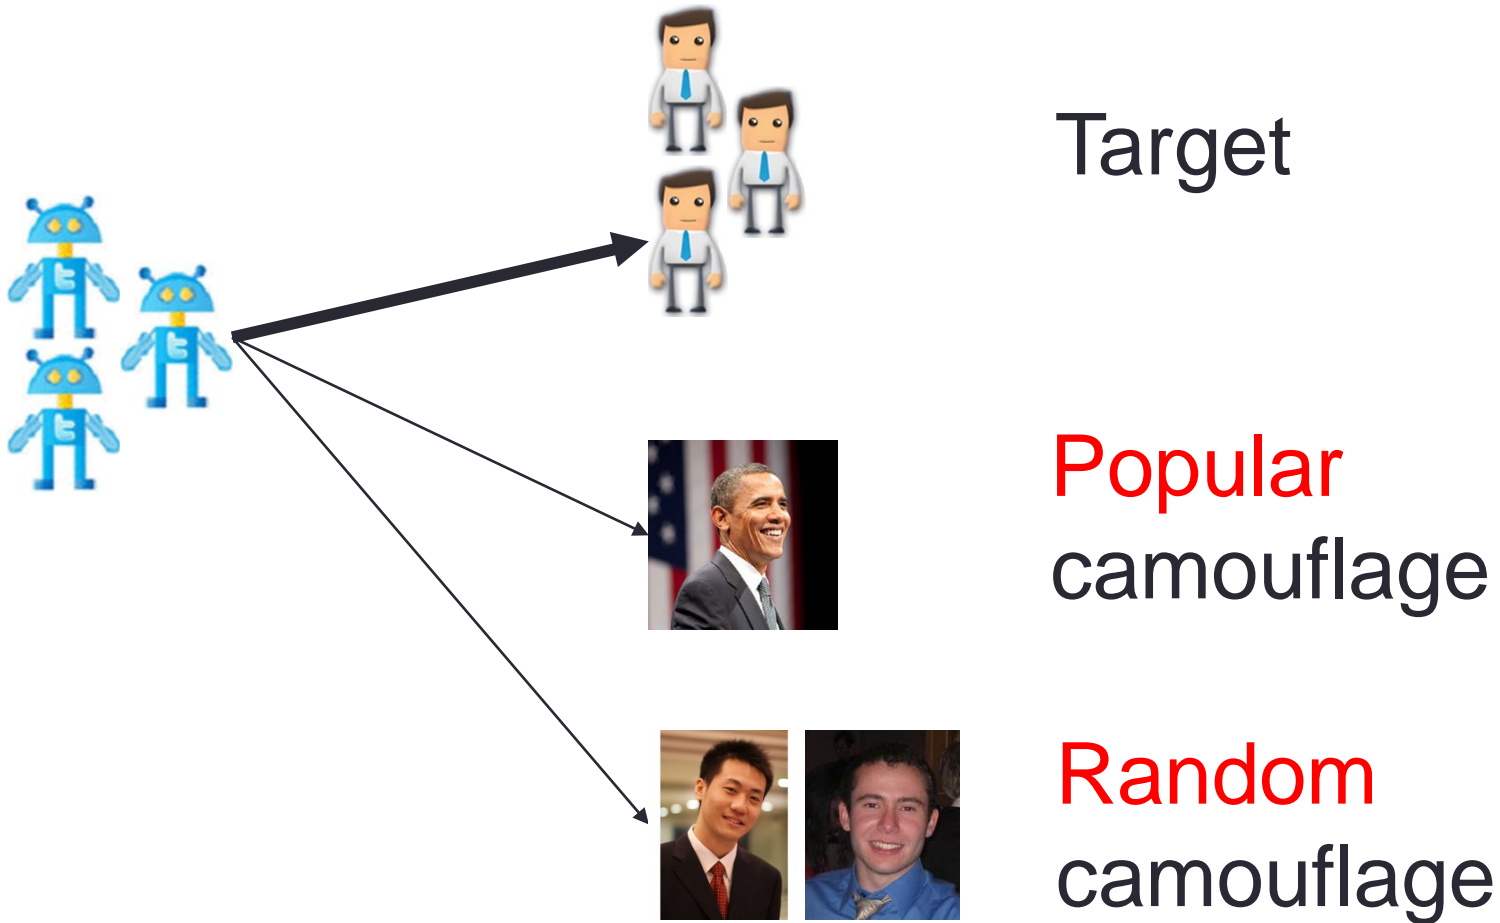 Target
Popular
camouflage
Random
camouflage
t
t
t